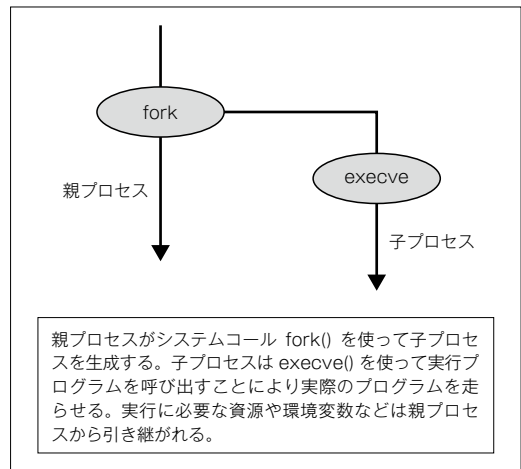 fork
execve
親プロセス
子プロセス
親プロセスがシステムコール fork() を使って子プロセ
スを生成する。子プロセスは execve() を使って実行プ
ログラムを呼び出すことにより実際のプログラムを走
らせる。実行に必要な資源や環境変数などは親プロセ
スから引き継がれる。